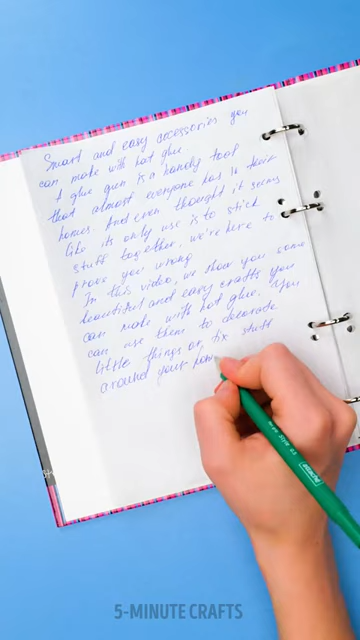 Smart and easy accessories you
can make with hot glue.
A glue gun is a handy tool
that almost everyone has in their
homes. And even thought it seems
like its only use is to stick
stuff together, we're here to
prove you wrong
In this video, we show you some
beautiful and easy crafts you
can make with hot glue. You
can use them to decorate
little things or fix stuff
around your hom
attache
5-MINUTE CRAFTS